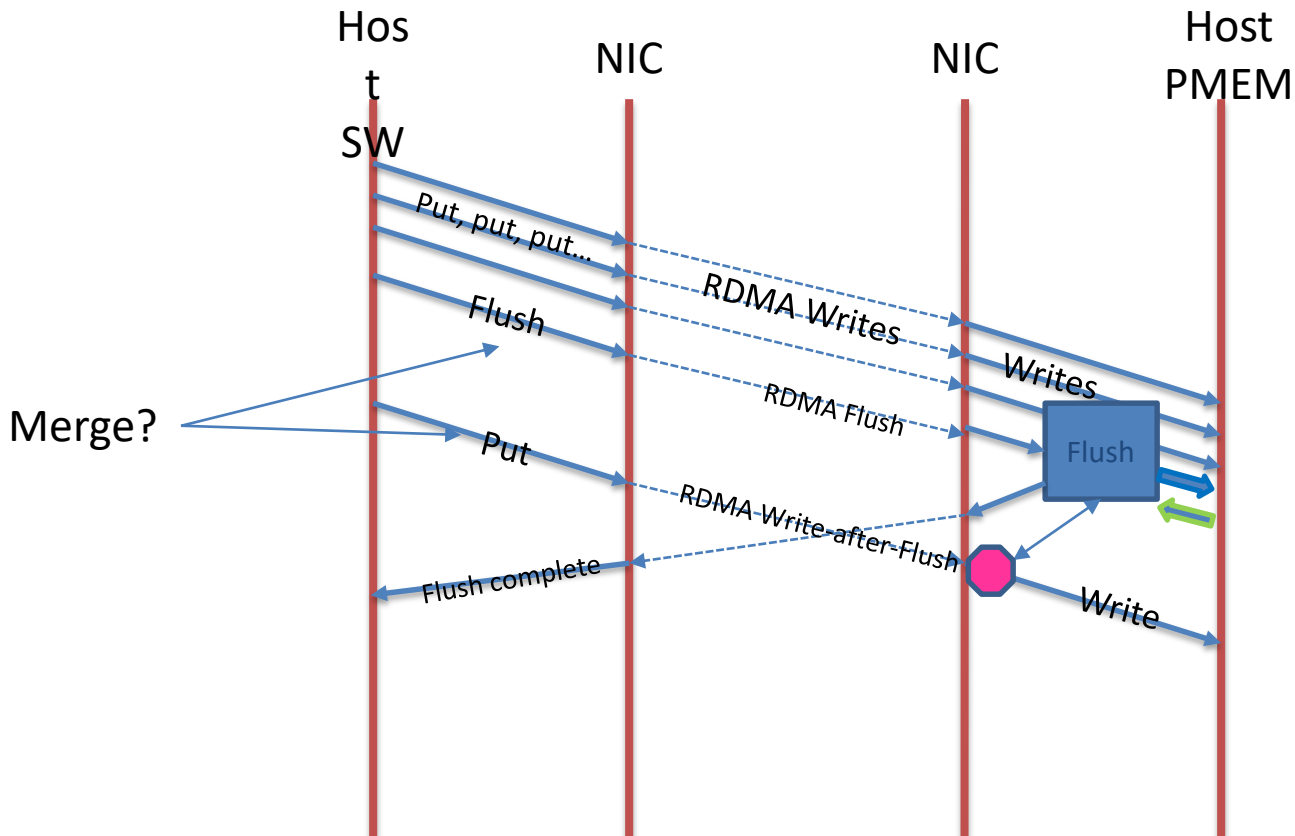 Hos
t
SW
NIC
NIC
Host
PMEM
Put, put, put…
RDMA Writes
Flush
Writes
RDMA Flush
Merge?
Put
Flush
RDMA Write-after-Flush
Flush complete
Write